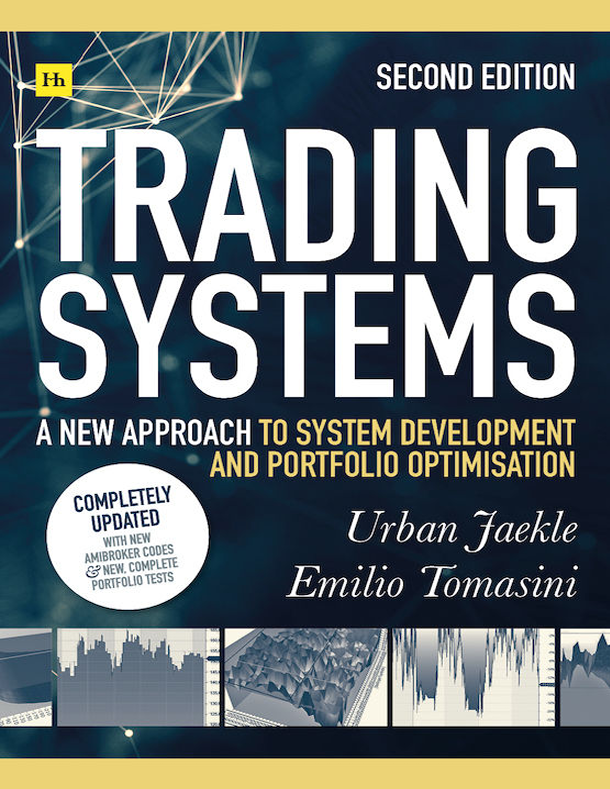 Hh
SECOND EDITION
TRADING
SYSTEMS
A NEW APPROACH TO SYSTEM DEVELOPMENT
AND PORTFOLIO OPTIMISATION
COMPLETELY
UPDATED
WITH NEW
AMIBROKER CODES
& NEW, COMPLETE
PORTFOLIO TESTS
Urban Jaekle
Emilio Tomasini